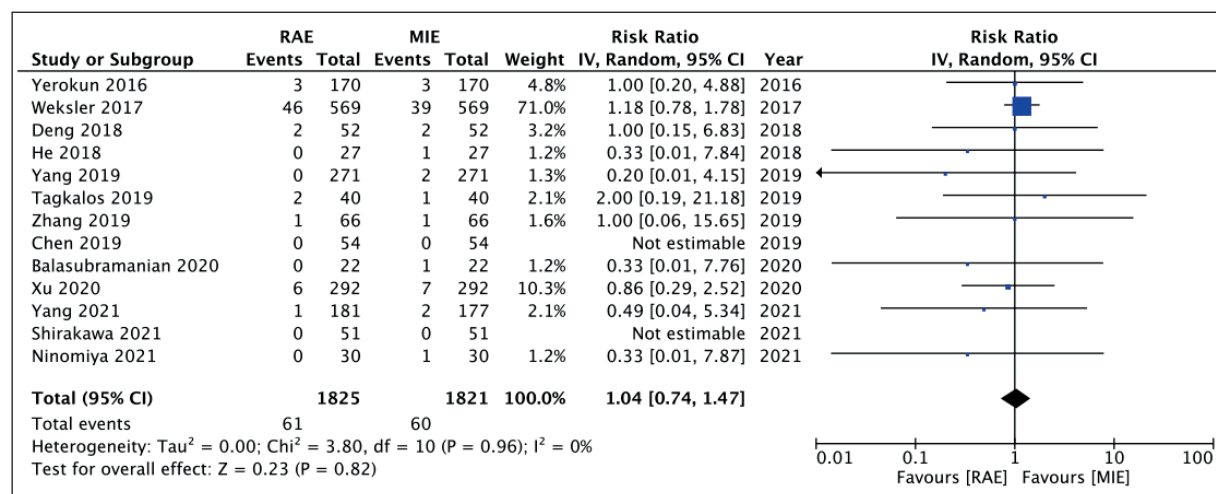 RAE MIE Risk Ratio Risk Ratio
Study or Subgroup Events Total Events Total Weight IV, Random, 95% CI Year IV, Random, 95% CI
Yerokun 2016 3 170 3 170 4.8% 1.00 [0.20, 4.88] 2016
Weksler 2017 46 569 39 569 71.0% 1.18 [0.78, 1.78] 2017
Deng 2018 2 52 2 52 3.2% 1.00 [0.15, 6.83] 2018
He 2018 0 27 1 27 1.2% 0.33 [0.01, 7.84] 2018
Yang 2019 0 271 2 271 1.3% 0.20 [0.01, 4.15] 2019
Tagkalos 2019 2 40 1 40 2.1% 2.00 [0.19, 21.18] 2019
Zhang 2019 1 66 1 66 1.6% 1.00 [0.06, 15.65] 2019
Chen 2019 0 54 0 54 Not estimable 2019
Balasubramanian 2020 0 22 1 22 1.2% 0.33 [0.01, 7.76] 2020
Xu 2020 6 292 7 292 10.3% 0.86 [0.29, 2.52] 2020
Yang 2021 1 181 2 177 2.1% 0.49 [0.04, 5.34] 2021
Shirakawa 2021 0 51 0 51 Not estimable 2021
Ninomiya 2021 0 30 1 30 1.2% 0.33 [0.01, 7.87] 2021
Total (95% CI) 1825 1821 100.0% 1.04 [0.74, 1.47]
Total events 61 60
Heterogeneity: Tau² = 0.00; Chi² = 3.80, df = 10 (P = 0.96); I² = 0%
Test for overall effect: Z = 0.23 (P = 0.82)
0.01 0.1 1 10 100
Favours [RAE] Favours [MIE]